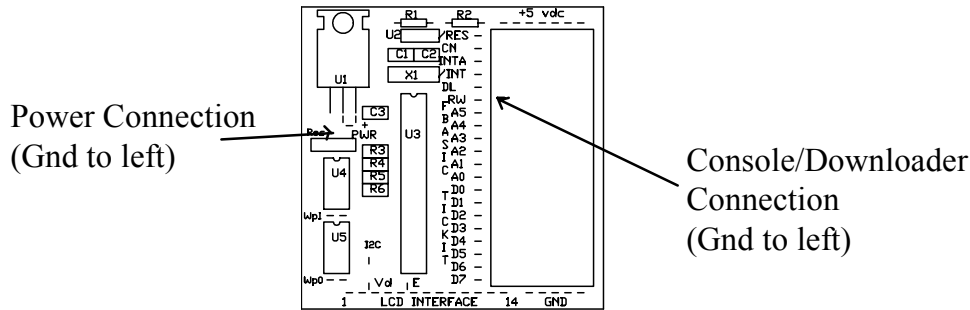 R1 R2 +5 vdc
U2 /RES
CN
C1 C2 INTA
X1 /INT
U1
DL
RW
C3 A5
Power Connection
(Gnd to left)
- +
Res PWR
U3
FBASIC TICKIT
A4
A3
R3 A2
R4 A1
U4
R5 A0
R6 D0
D1
Wp1
D2
D3
U5
I2C
D4
D5
D6
Wp0
D7
Vd E
1 LCD INTERFACE 14 GND
Console/Downloader
Connection
(Gnd to left)